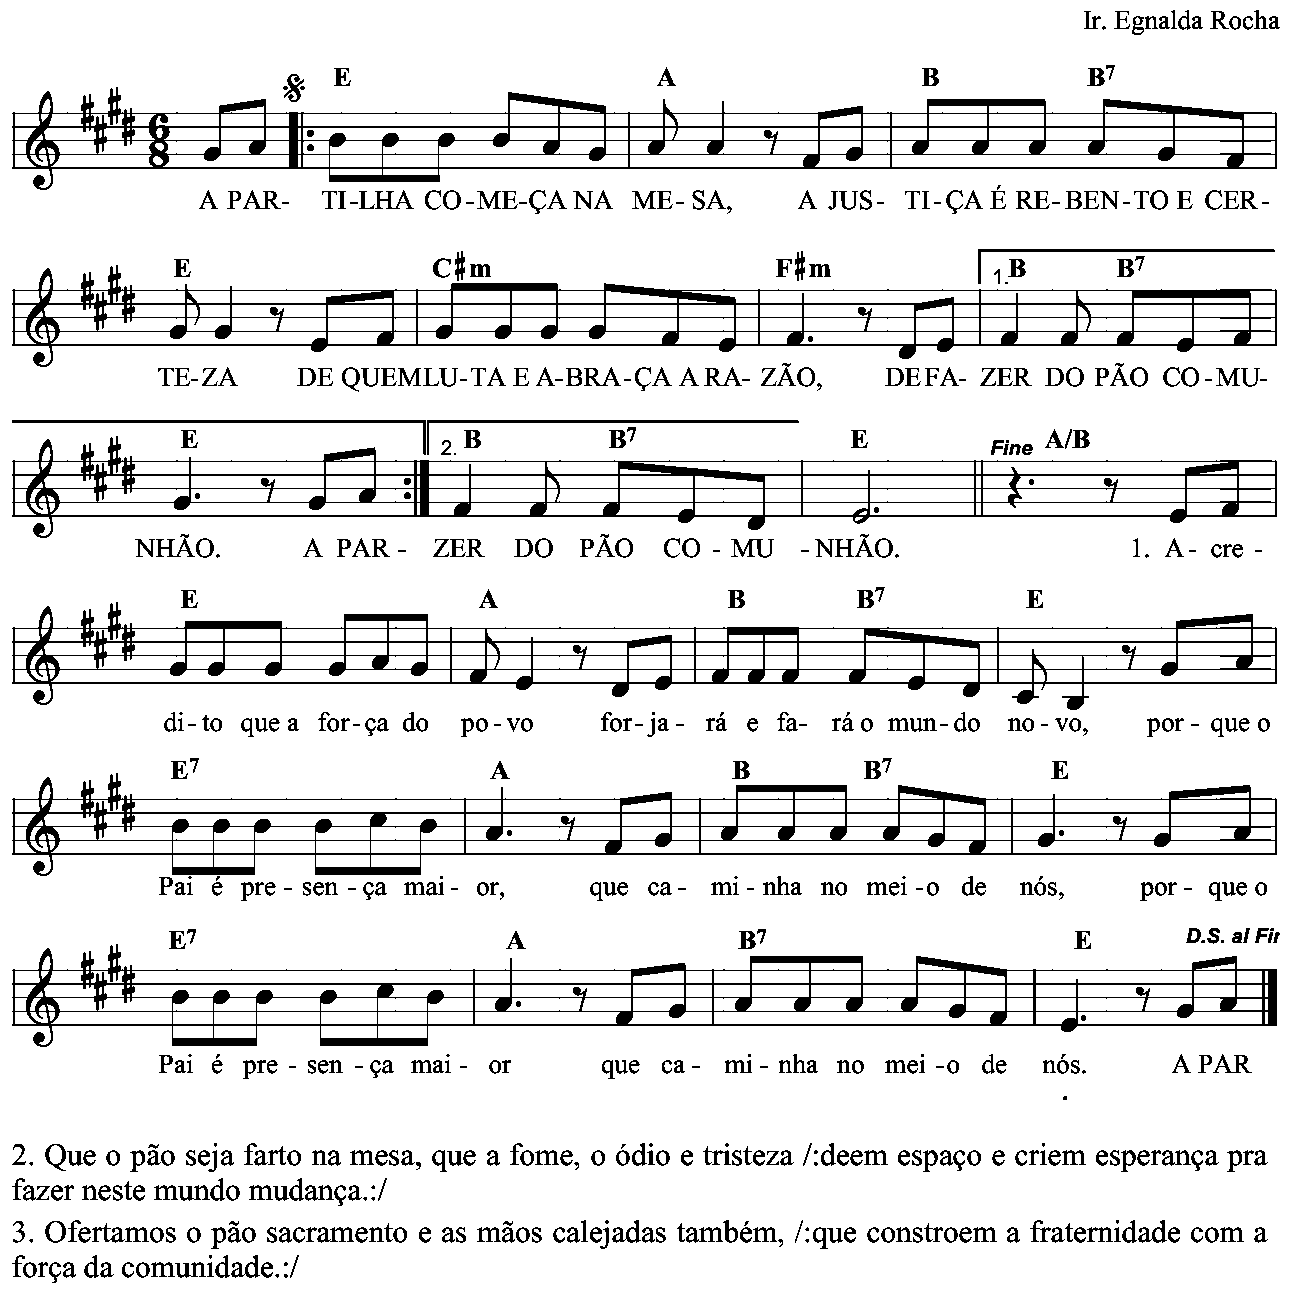 Ir. Egnalda Rocha
E A B B7
6
8
A PAR- TI-LHA CO-ME-ÇA NA ME-SA, A JUS- TI-ÇA É RE-BEN-TO E CER-
E C#m F#m 1. B B7
TE-ZA DE QUEM LU-TA E A-BRA-ÇA A RA- ZÃO, DE FA- ZER DO PÃO CO-MU-
E 2. B B7 E Fine A/B
NHÃO. A PAR- ZER DO PÃO CO-MU-NHÃO. 1. A-cre-
E A B B7 E
di-to que a for-ça do po-vo for-ja-rá e fa-rá o mun-do no-vo, por-que o
E7 A B B7 E
Pai é pre-sen-ça mai-or, que ca-mi-nha no mei-o de nós, por-que o
E7 A B7 E D.S. al Fin
Pai é pre-sen-ça mai-or que ca-mi-nha no mei-o de nós. A PAR
2. Que o pão seja farto na mesa, que a fome, o ódio e tristeza /:deem espaço e criem esperança pra
fazer neste mundo mudança.:/
3. Ofertamos o pão sacramento e as mãos calejadas também, /:que constroem a fraternidade com a
força da comunidade.:/